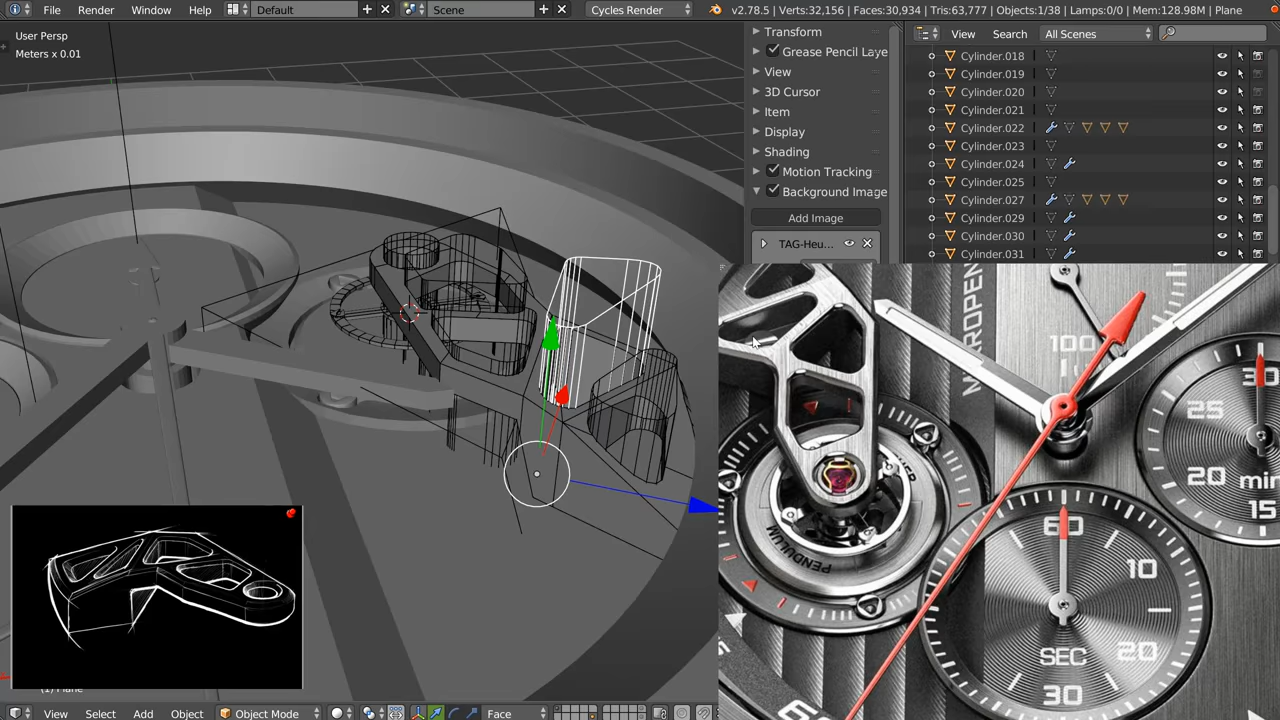 File Render Window Help Default Scene Cycles Render v2.78.5 | Verts:32,156 | Faces:30,934 | Tris:63,777 | Objects:1/38 | Lamps:0/0 | Mem:128.98M | Plane
User Persp
Meters x 0.01
Transform
Grease Pencil Laye
View
3D Cursor
Item
Display
Shading
Motion Tracking
Background Image
Add Image
TAG-Heu...
View Search All Scenes
Cylinder.018
Cylinder.019
Cylinder.020
Cylinder.021
Cylinder.022
Cylinder.023
Cylinder.024
Cylinder.025
Cylinder.027
Cylinder.029
Cylinder.030
Cylinder.031
100
30
25
20 min
15
PENDULUM
60
10
20
SEC
30
60
(1) Plane
View Select Add Object Object Mode Face